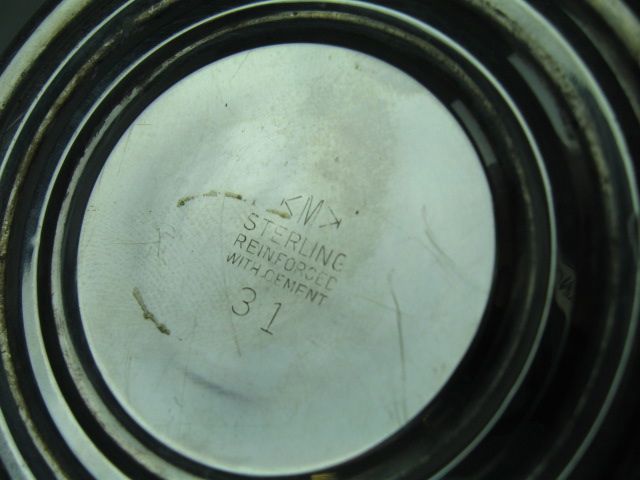 <M>
STERLING
REINFORCED
WITH CEMENT
31